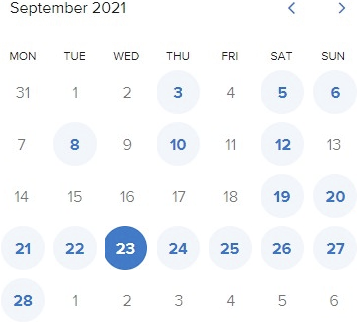 September 2021
MON TUE WED THU FRI SAT SUN
31 1 2 3 4 5 6
7 8 9 10 11 12 13
14 15 16 17 18 19 20
21 22 23 24 25 26 27
28 1 2 3 4 5 6